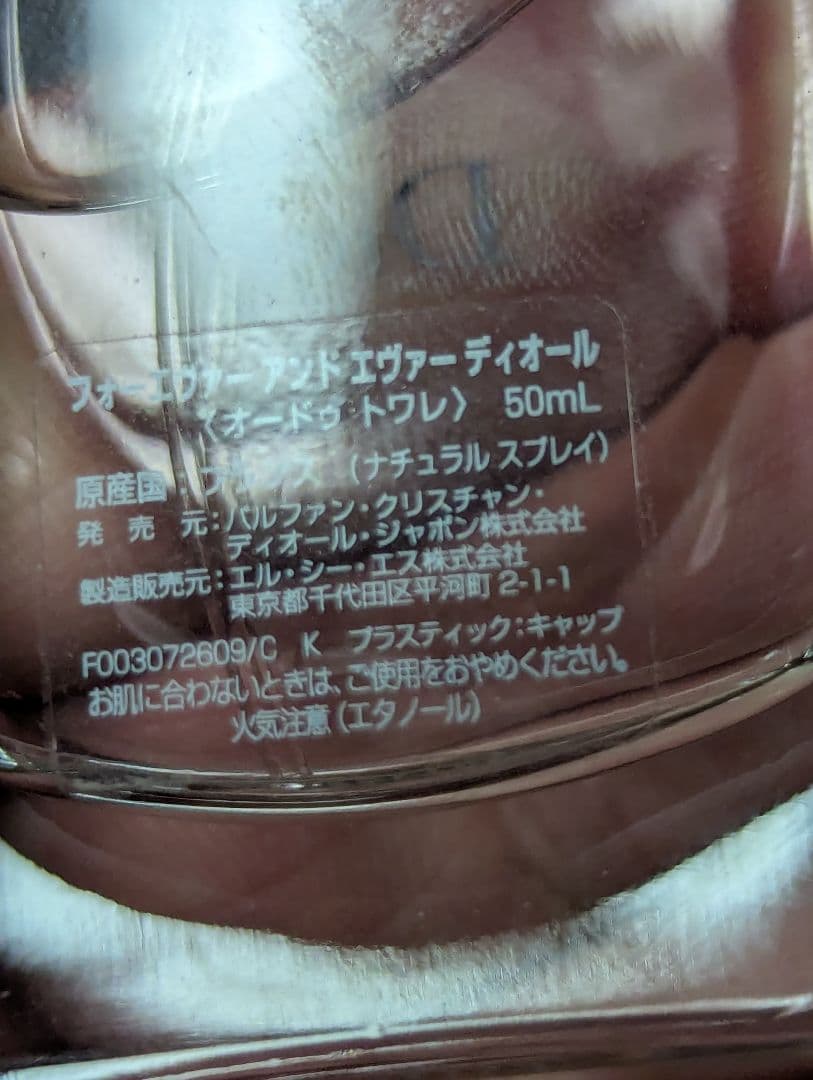 フォーエヴァー アンド エヴァー ディオール
〈オードゥ トワレ〉 50mL
原産国:フランス (ナチュラル スプレイ)
発売元:パルファン・クリスチャン・
ディオール・ジャポン株式会社
製造販売元:エル・シー・エス株式会社
東京都千代田区平河町 2-1-1
F003072609/C K プラスティック:キャップ
お肌に合わないときは、ご使用をおやめください。
火気注意(エタノール)